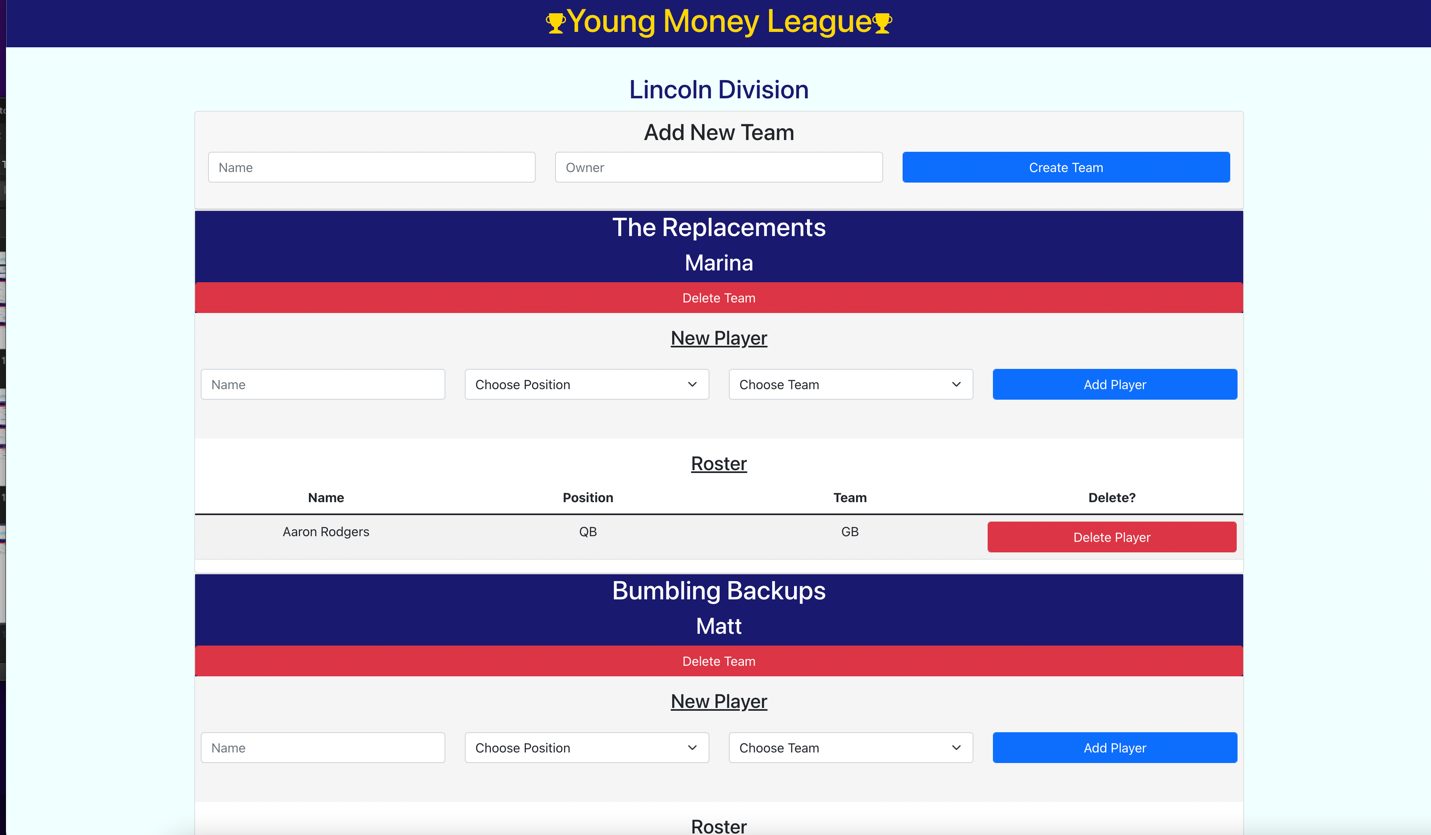 Young Money League
Lincoln Division
Add New Team
Name Owner Create Team
The Replacements
Marina
Delete Team
New Player
Name Choose Position Choose Team Add Player
Roster
Name Position Team Delete?
Aaron Rodgers QB GB Delete Player
Bumbling Backups
Matt
Delete Team
New Player
Name Choose Position Choose Team Add Player
Roster